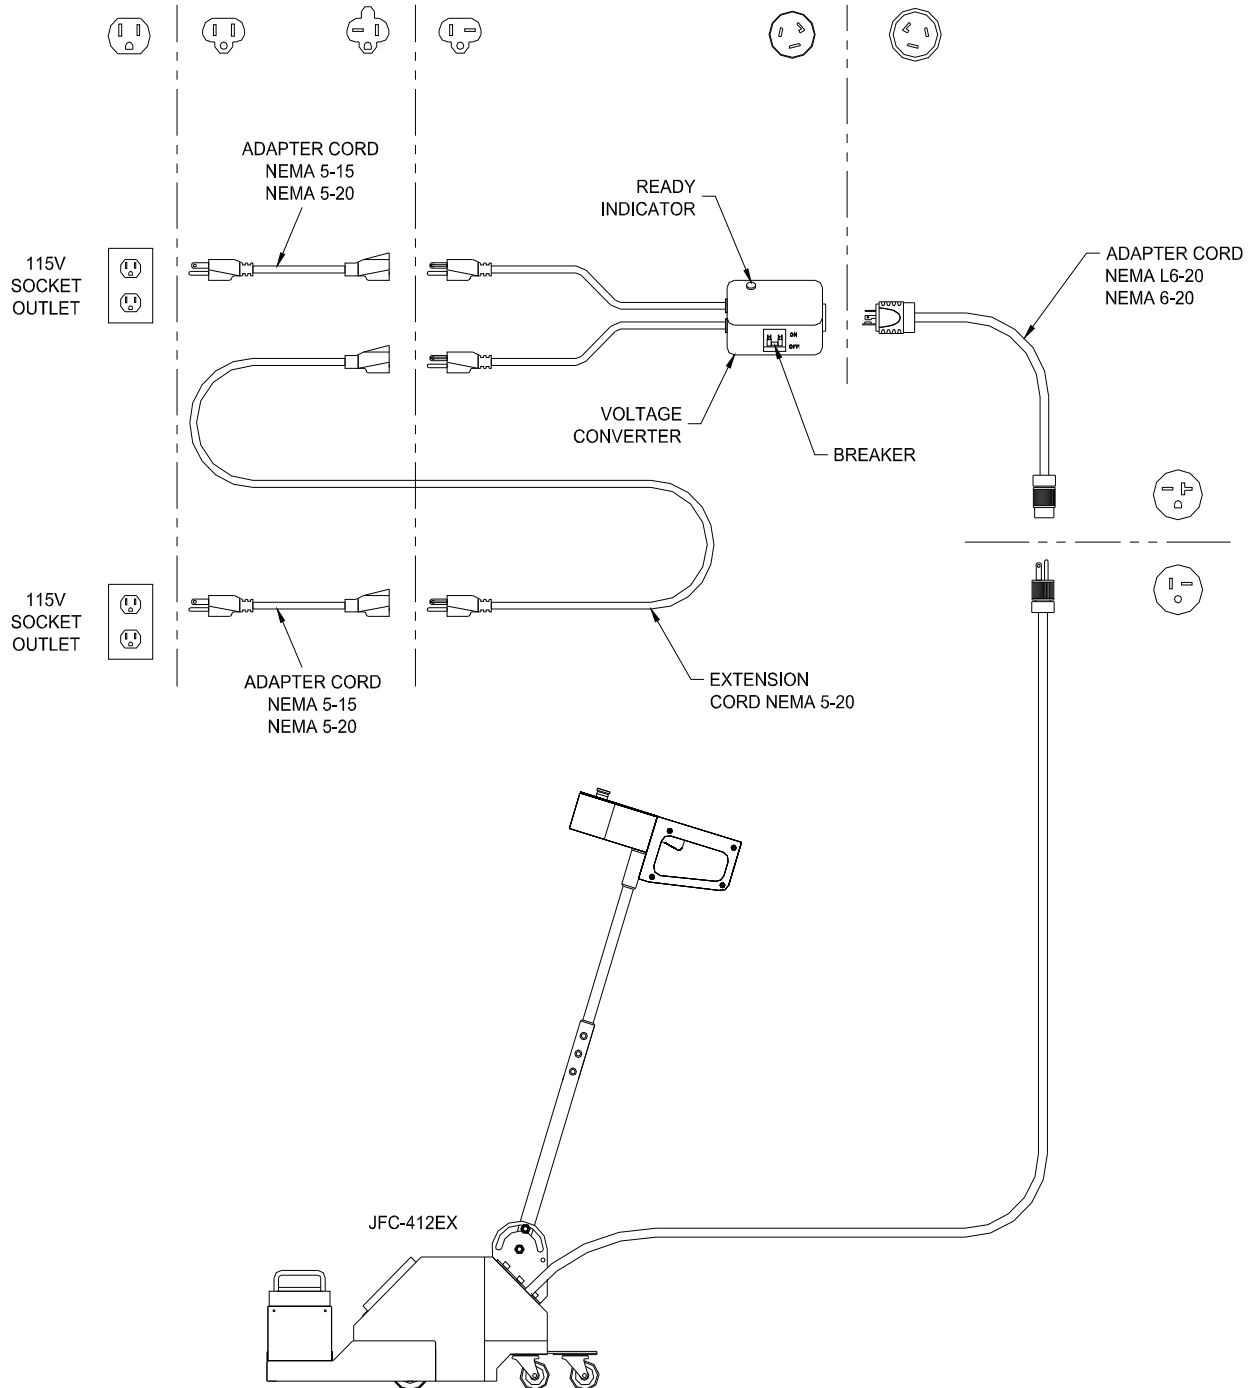 ADAPTER CORD
NEMA 5-15
NEMA 5-20
READY
INDICATOR
115V
SOCKET
OUTLET
ADAPTER CORD
NEMA L6-20
NEMA 6-20
ON
OFF
VOLTAGE
CONVERTER
BREAKER
115V
SOCKET
OUTLET
ADAPTER CORD
NEMA 5-15
NEMA 5-20
EXTENSION
CORD NEMA 5-20
JFC-412EX